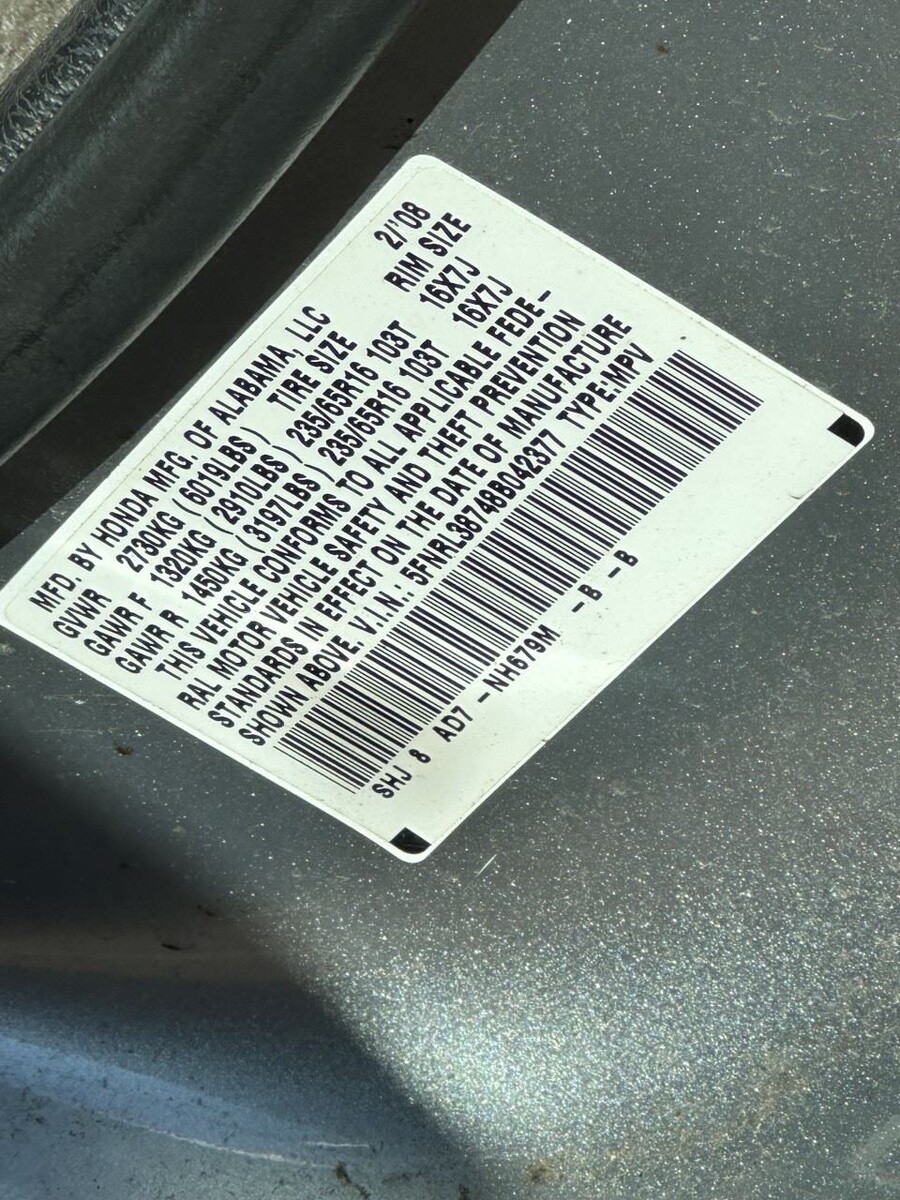 MFD. BY HONDA MFG. OF ALABAMA, LLC 2/'08
GVWR 2730KG (6019LBS) TIRE SIZE RIM SIZE
GAWR F 1320KG (2910LBS) 235/65R16 103T 16X7J
GAWR R 1450KG (3197LBS) 235/65R16 103T 16X7J
THIS VEHICLE CONFORMS TO ALL APPLICABLE FEDE-
RAL MOTOR VEHICLE SAFETY AND THEFT PREVENTION
STANDARDS IN EFFECT ON THE DATE OF MANUFACTURE
SHOWN ABOVE. V.I.N.: 5FNRL38748B04237 TYPE:MPV
SHJ 8 AD7 -NH679M -B -B